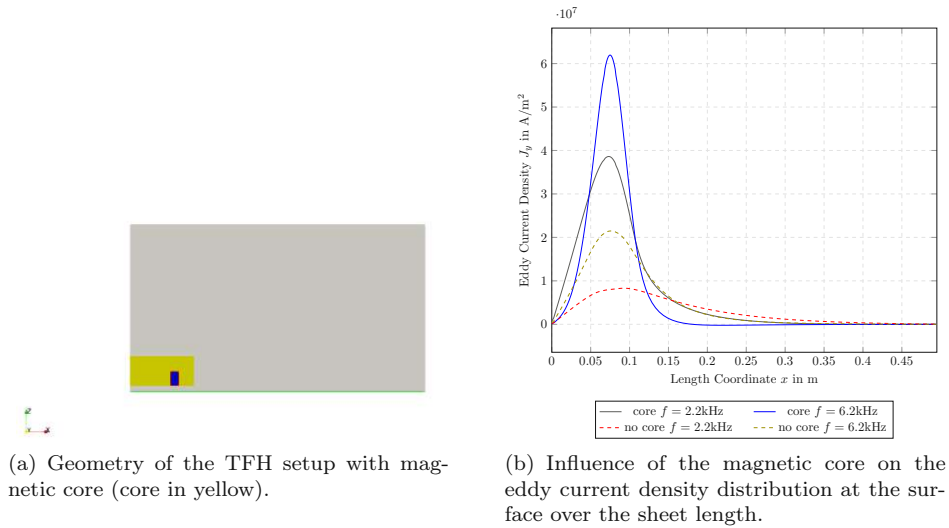 ·10⁷
6
5
4
3
2
1
0
Eddy Current Density J_y in A/m²
0 0.05 0.1 0.15 0.2 0.25 0.3 0.35 0.4 0.45
Length Coordinate x in m
core f = 2.2kHz core f = 6.2kHz
no core f = 2.2kHz no core f = 6.2kHz
Z
X
(a) Geometry of the TFH setup with mag-
netic core (core in yellow).
(b) Influence of the magnetic core on the
eddy current density distribution at the sur-
face over the sheet length.